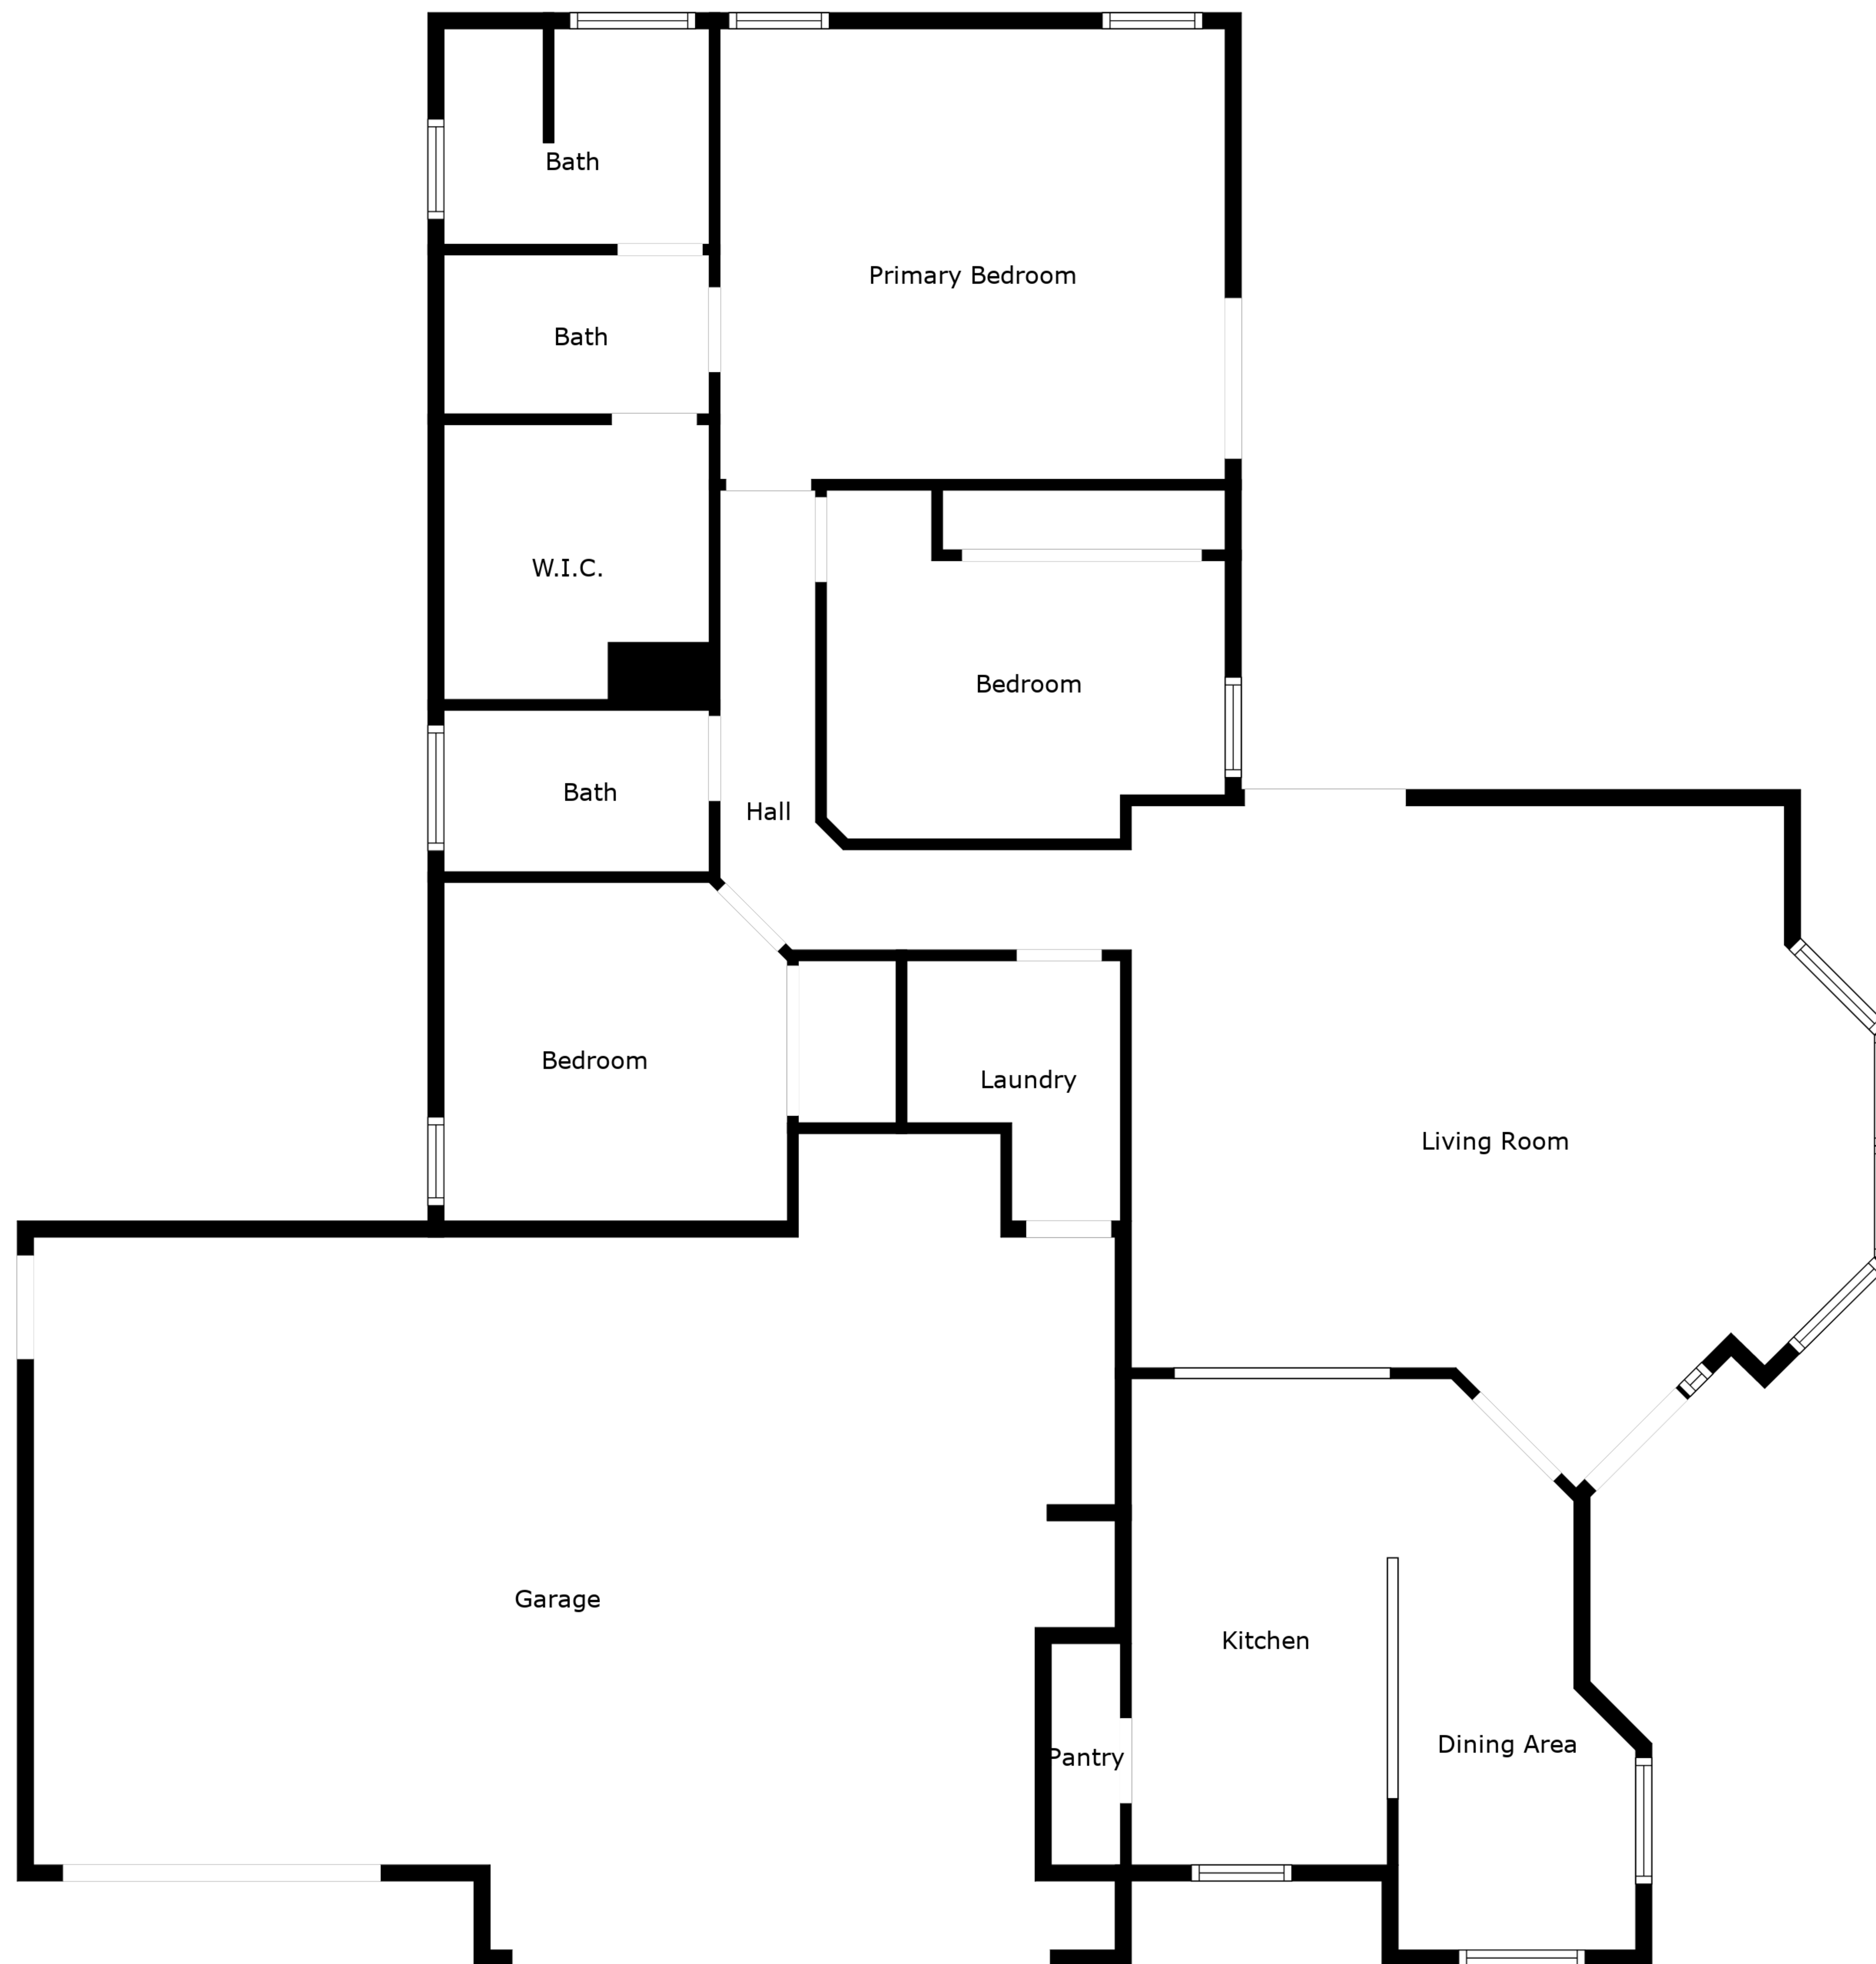 Bath
Primary Bedroom
Bath
W.I.C.
Bedroom
Bath
Hall
Bedroom
Laundry
Living Room
Garage
Kitchen
Dining Area
Pantry